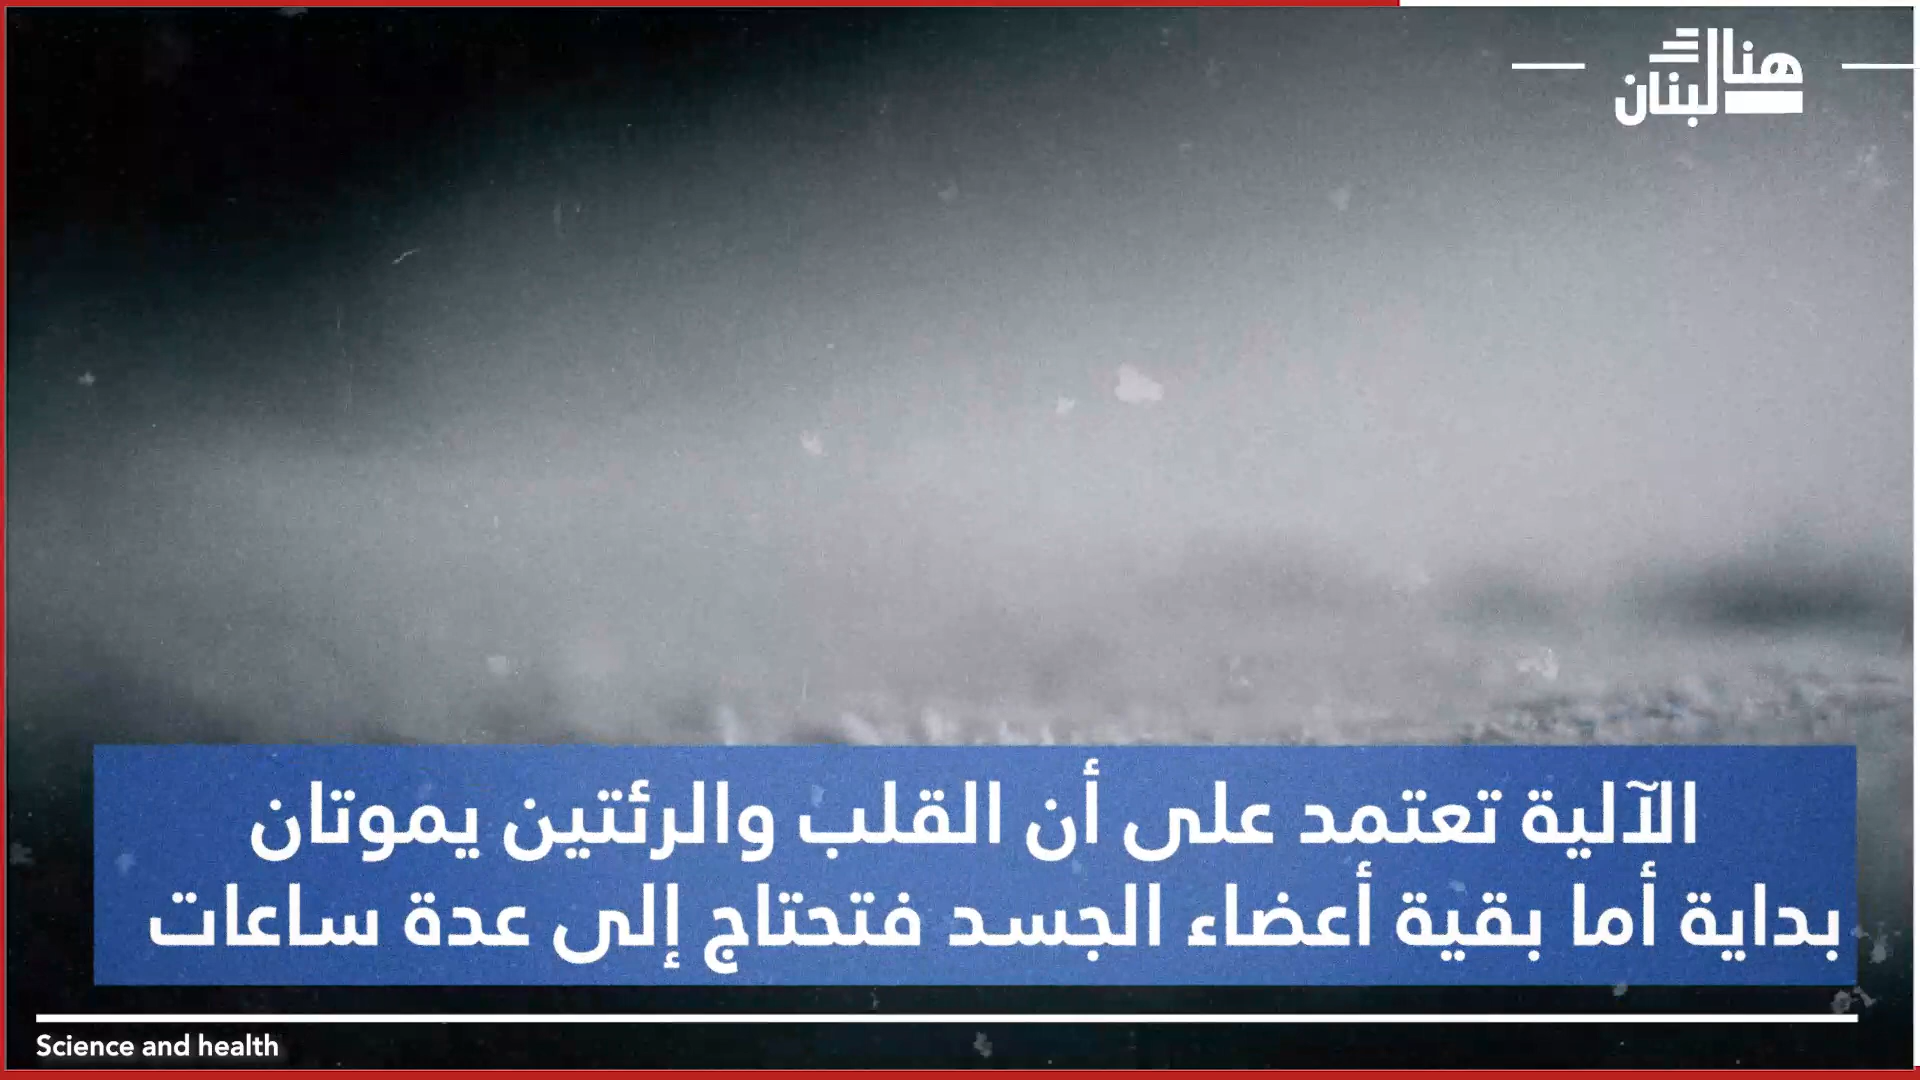 هنا
لبنان
الآلية تعتمد على أن القلب والرئتين يموتان
بداية أما بقية أعضاء الجسد فتحتاج إلى عدة ساعات
Science and health